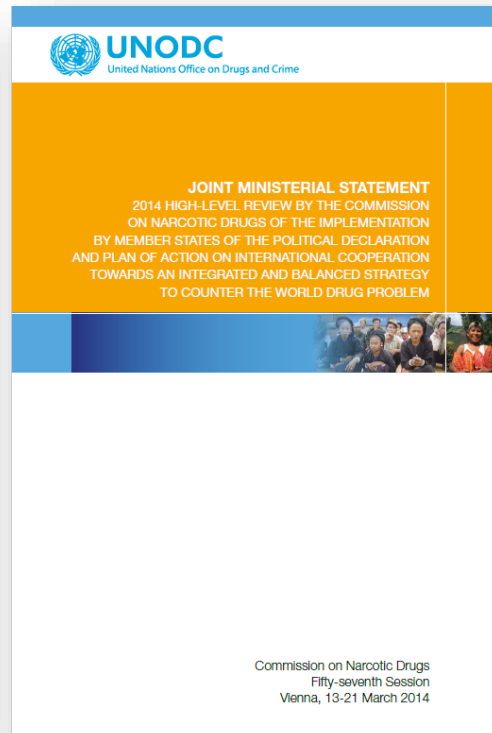 UNODC
United Nations Office on Drugs and Crime
JOINT MINISTERIAL STATEMENT
2014 HIGH-LEVEL REVIEW BY THE COMMISSION
ON NARCOTIC DRUGS OF THE IMPLEMENTATION
BY MEMBER STATES OF THE POLITICAL DECLARATION
AND PLAN OF ACTION ON INTERNATIONAL COOPERATION
TOWARDS AN INTEGRATED AND BALANCED STRATEGY
TO COUNTER THE WORLD DRUG PROBLEM
Commission on Narcotic Drugs
Fifty-seventh Session
Vienna, 13-21 March 2014